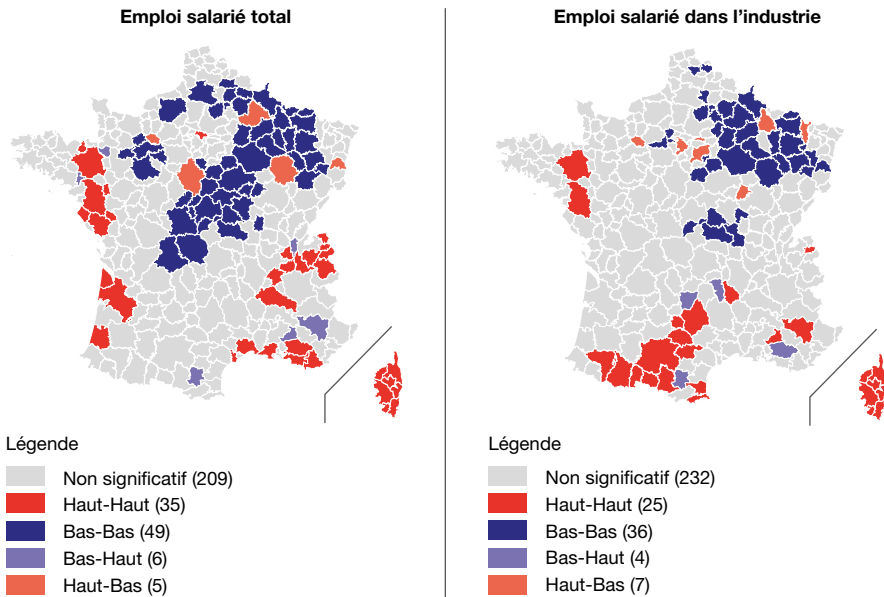 Emploi salarié total
Légende
Non significatif (209)
Haut-Haut (35)
Bas-Bas (49)
Bas-Haut (6)
Haut-Bas (5)
Emploi salarié dans l’industrie
Légende
Non significatif (232)
Haut-Haut (25)
Bas-Bas (36)
Bas-Haut (4)
Haut-Bas (7)